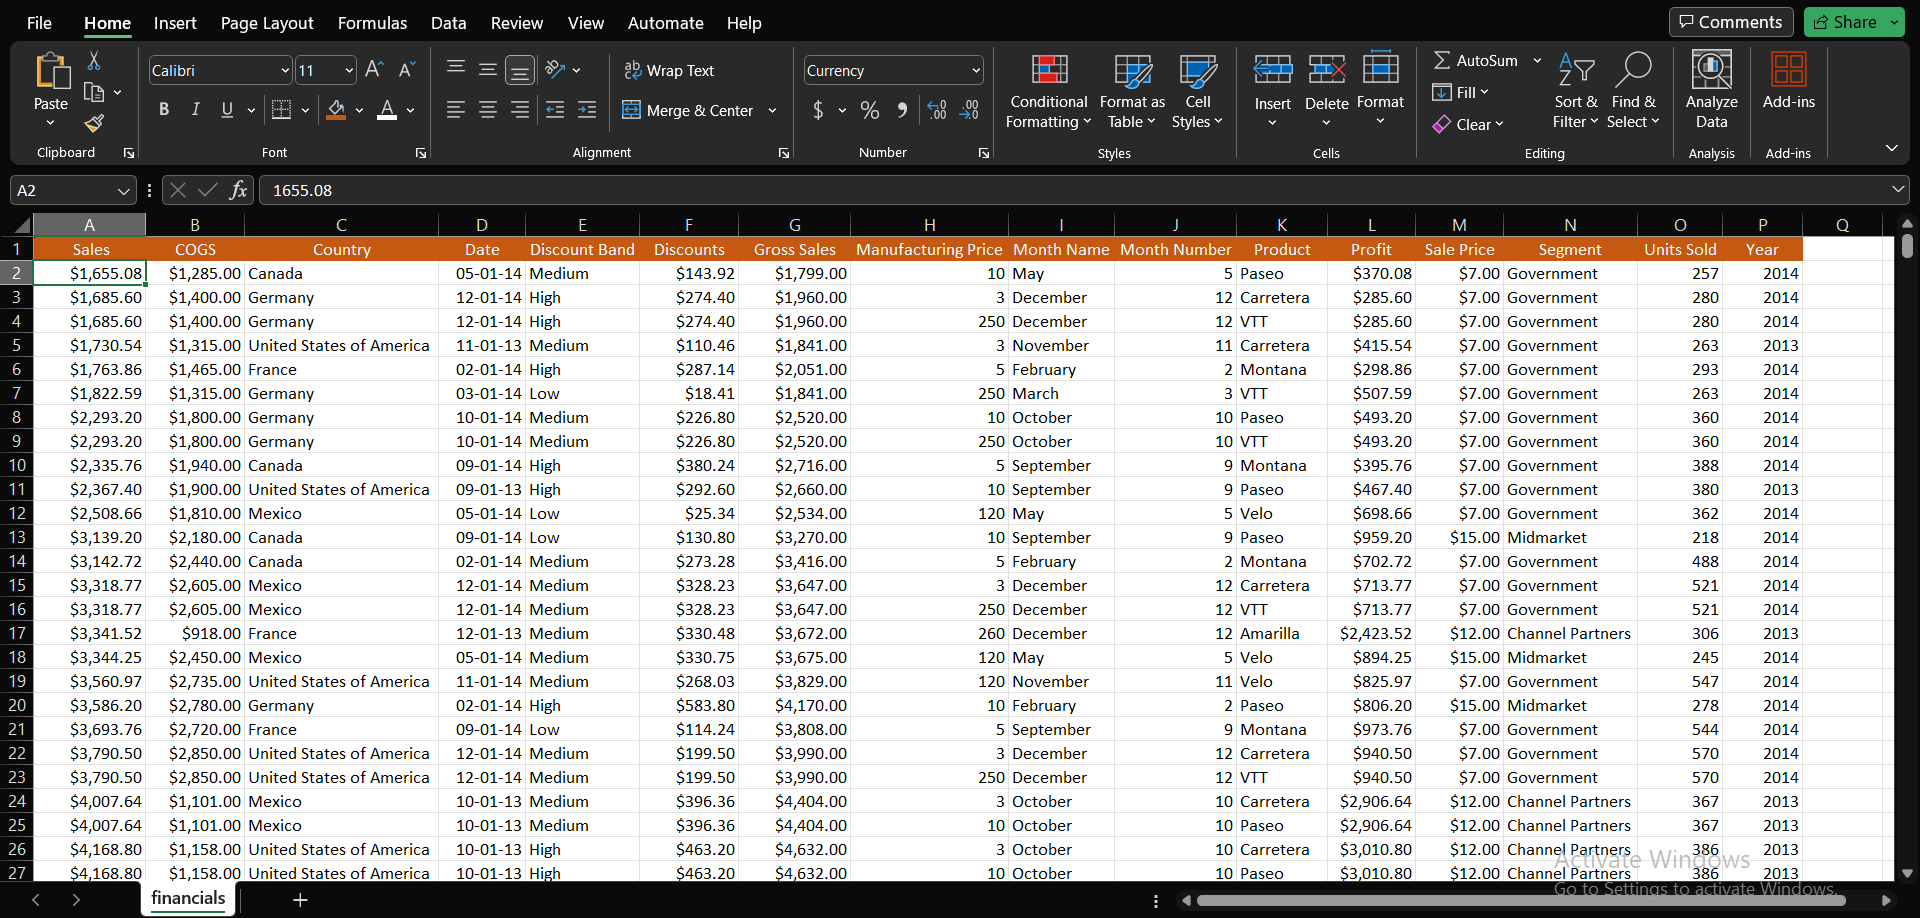 File Home Insert Page Layout Formulas Data Review View Automate Help Comments Share
Paste
Clipboard
Calibri 11
B I U A
Font
Wrap Text
Merge & Center
Alignment
Currency
$ %
Number
Conditional Formatting
Format as Table
Cell Styles
Styles
Insert Delete Format
Cells
AutoSum
Fill
Clear
Sort & Filter
Find & Select
Editing
Analyze Data
Analysis
Add-ins
Add-ins
A2 fx 1655.08
A B C D E F G H I J K L M N O P Q
1 Sales COGS Country Date Discount Band Discounts Gross Sales Manufacturing Price Month Name Month Number Product Profit Sale Price Segment Units Sold Year
2 $1,655.08 $1,285.00 Canada 05-01-14 Medium $143.92 $1,799.00 10 May 5 Paseo $370.08 $7.00 Government 257 2014
3 $1,685.60 $1,400.00 Germany 12-01-14 High $274.40 $1,960.00 3 December 12 Carretera $285.60 $7.00 Government 280 2014
4 $1,685.60 $1,400.00 Germany 12-01-14 High $274.40 $1,960.00 250 December 12 VTT $285.60 $7.00 Government 280 2014
5 $1,730.54 $1,315.00 United States of America 11-01-13 Medium $110.46 $1,841.00 3 November 11 Carretera $415.54 $7.00 Government 263 2013
6 $1,763.86 $1,465.00 France 02-01-14 High $287.14 $2,051.00 5 February 2 Montana $298.86 $7.00 Government 293 2014
7 $1,822.59 $1,315.00 Germany 03-01-14 Low $18.41 $1,841.00 250 March 3 VTT $507.59 $7.00 Government 263 2014
8 $2,293.20 $1,800.00 Germany 10-01-14 Medium $226.80 $2,520.00 10 October 10 Paseo $493.20 $7.00 Government 360 2014
9 $2,293.20 $1,800.00 Germany 10-01-14 Medium $226.80 $2,520.00 250 October 10 VTT $493.20 $7.00 Government 360 2014
10 $2,335.76 $1,940.00 Canada 09-01-14 High $380.24 $2,716.00 5 September 9 Montana $395.76 $7.00 Government 388 2014
11 $2,367.40 $1,900.00 United States of America 09-01-13 High $292.60 $2,660.00 10 September 9 Paseo $467.40 $7.00 Government 380 2013
12 $2,508.66 $1,810.00 Mexico 05-01-14 Low $25.34 $2,534.00 120 May 5 Velo $698.66 $7.00 Government 362 2014
13 $3,139.20 $2,180.00 Canada 09-01-14 Low $130.80 $3,270.00 10 September 9 Paseo $959.20 $15.00 Midmarket 218 2014
14 $3,142.72 $2,440.00 Canada 02-01-14 Medium $273.28 $3,416.00 5 February 2 Montana $702.72 $7.00 Government 488 2014
15 $3,318.77 $2,605.00 Mexico 12-01-14 Medium $328.23 $3,647.00 3 December 12 Carretera $713.77 $7.00 Government 521 2014
16 $3,318.77 $2,605.00 Mexico 12-01-14 Medium $328.23 $3,647.00 250 December 12 VTT $713.77 $7.00 Government 521 2014
17 $3,341.52 $918.00 France 12-01-13 Medium $330.48 $3,672.00 260 December 12 Amarilla $2,423.52 $12.00 Channel Partners 306 2013
18 $3,344.25 $2,450.00 Mexico 05-01-14 Medium $330.75 $3,675.00 120 May 5 Velo $894.25 $15.00 Midmarket 245 2014
19 $3,560.97 $2,735.00 United States of America 11-01-14 Medium $268.03 $3,829.00 120 November 11 Velo $825.97 $7.00 Government 547 2014
20 $3,586.20 $2,780.00 Germany 02-01-14 High $583.80 $4,170.00 10 February 2 Paseo $806.20 $15.00 Midmarket 278 2014
21 $3,693.76 $2,720.00 France 09-01-14 Low $114.24 $3,808.00 5 September 9 Montana $973.76 $7.00 Government 544 2014
22 $3,790.50 $2,850.00 United States of America 12-01-14 Medium $199.50 $3,990.00 3 December 12 Carretera $940.50 $7.00 Government 570 2014
23 $3,790.50 $2,850.00 United States of America 12-01-14 Medium $199.50 $3,990.00 250 December 12 VTT $940.50 $7.00 Government 570 2014
24 $4,007.64 $1,101.00 Mexico 10-01-13 Medium $396.36 $4,404.00 3 October 10 Carretera $2,906.64 $12.00 Channel Partners 367 2013
25 $4,007.64 $1,101.00 Mexico 10-01-13 Medium $396.36 $4,404.00 10 October 10 Paseo $2,906.64 $12.00 Channel Partners 367 2013
26 $4,168.80 $1,158.00 United States of America 10-01-13 High $463.20 $4,632.00 3 October 10 Carretera $3,010.80 $12.00 Channel Partners 386 2013
27 $4,168.80 $1,158.00 United States of America 10-01-13 High $463.20 $4,632.00 10 October 10 Paseo $3,010.80 $12.00 Channel Partners 386 2013
Activate Windows
Go to Settings to activate Windows.
financials